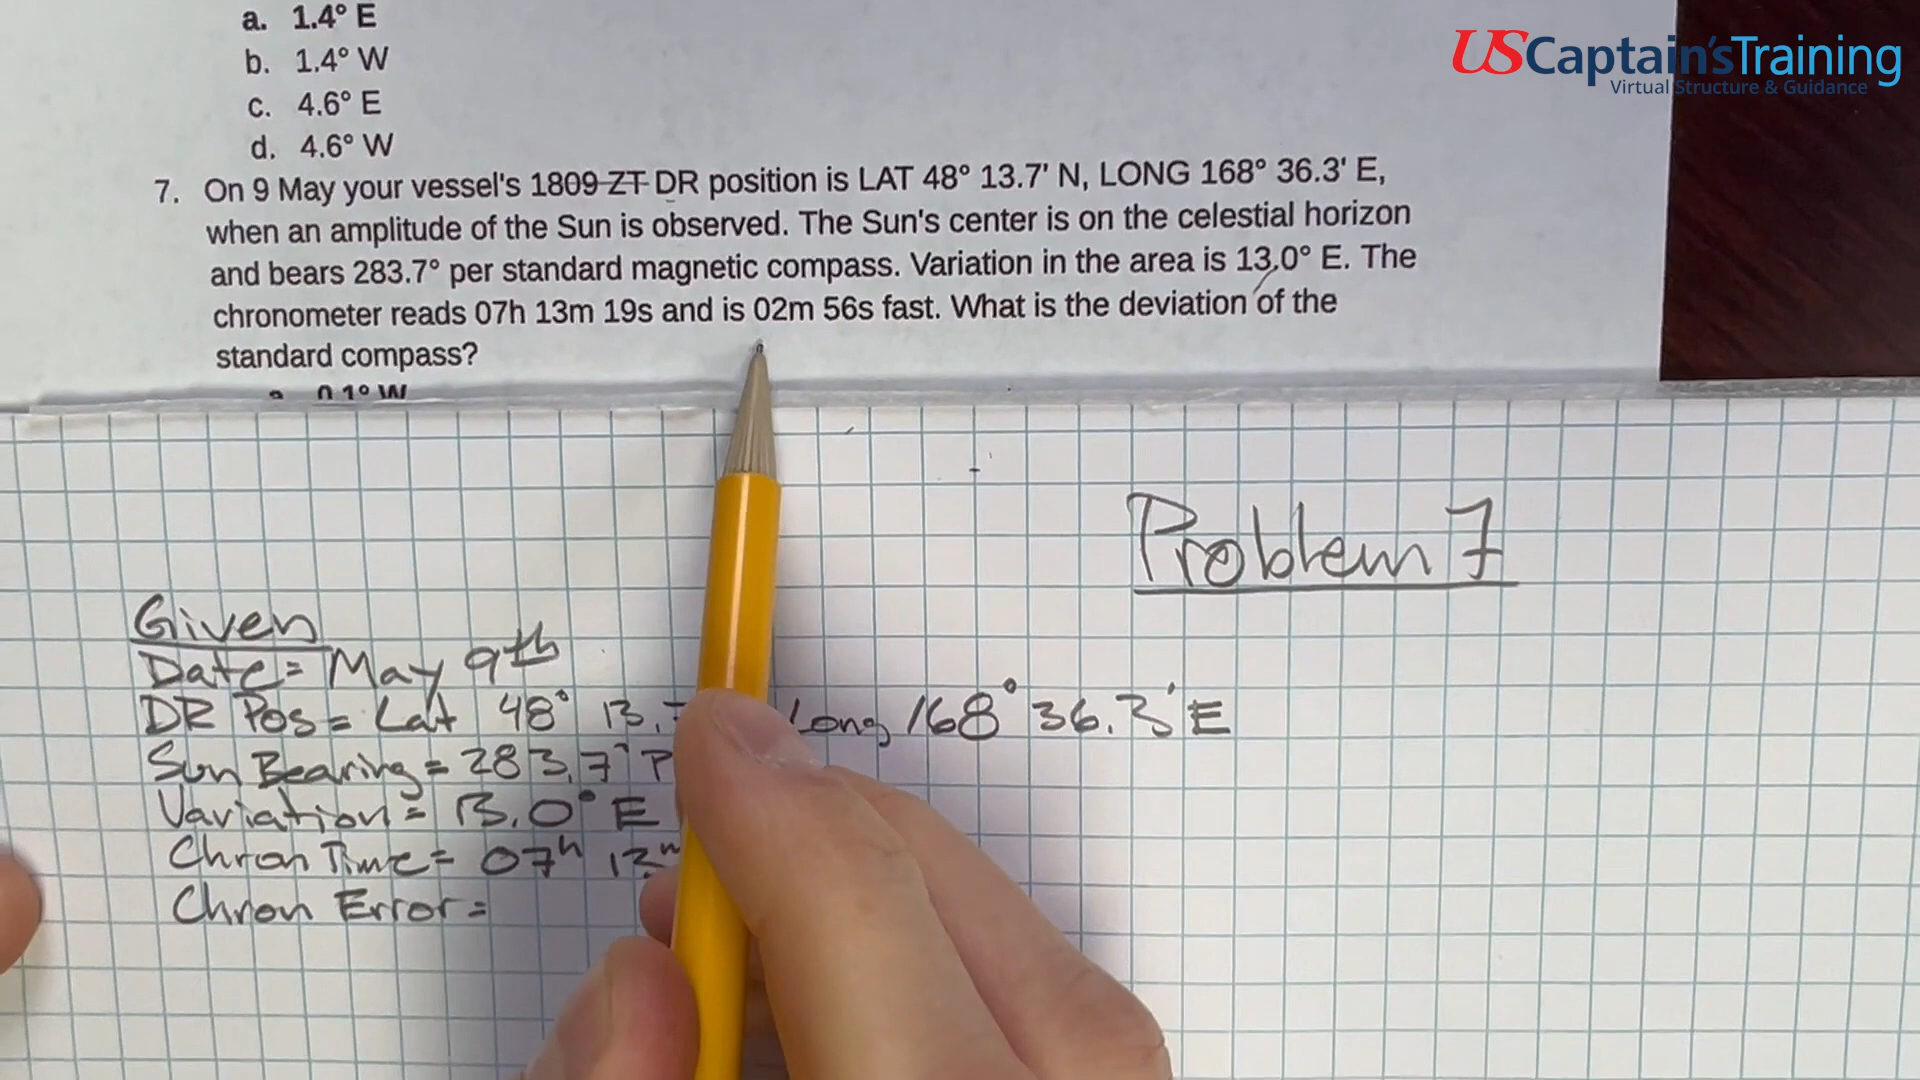 a. 1.4° E
USCaptain'sTraining
Virtual Structure & Guidance
b. 1.4° W
c. 4.6° E
d. 4.6° W
7. On 9 May your vessel's 1809 ZT DR position is LAT 48° 13.7' N, LONG 168° 36.3' E,
when an amplitude of the Sun is observed. The Sun's center is on the celestial horizon
and bears 283.7° per standard magnetic compass. Variation in the area is 13.0° E. The
chronometer reads 07h 13m 19s and is 02m 56s fast. What is the deviation of the
standard compass?
a 0.1° W
Problem 7
Given
Date = May 9th
DR Pos = Lat 48° 13.7 Long 168° 36.3' E
Sun Bearing = 283.7° P
Variation = 13.0° E
Chron Time = 07h 13m
Chron Error =